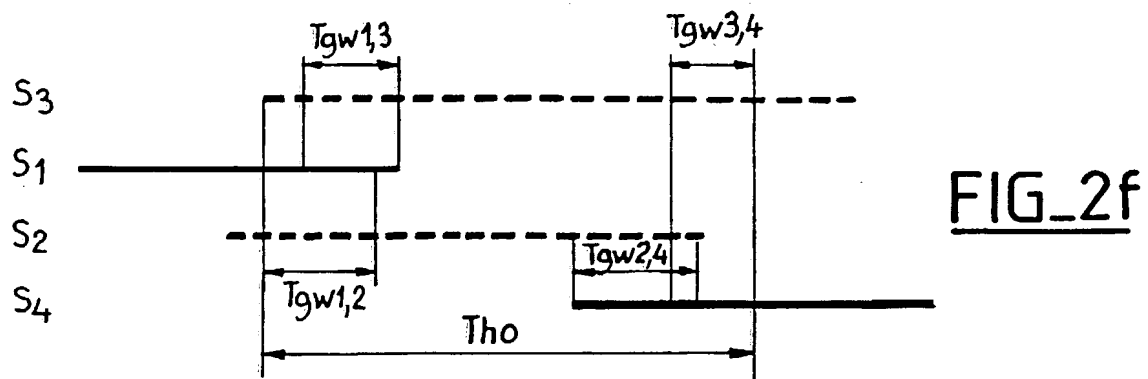 Tgw1,3
Tgw3,4
S3
S1
S2
S4
Tgw2,4
Tgw1,2
Tho
FIG_2f